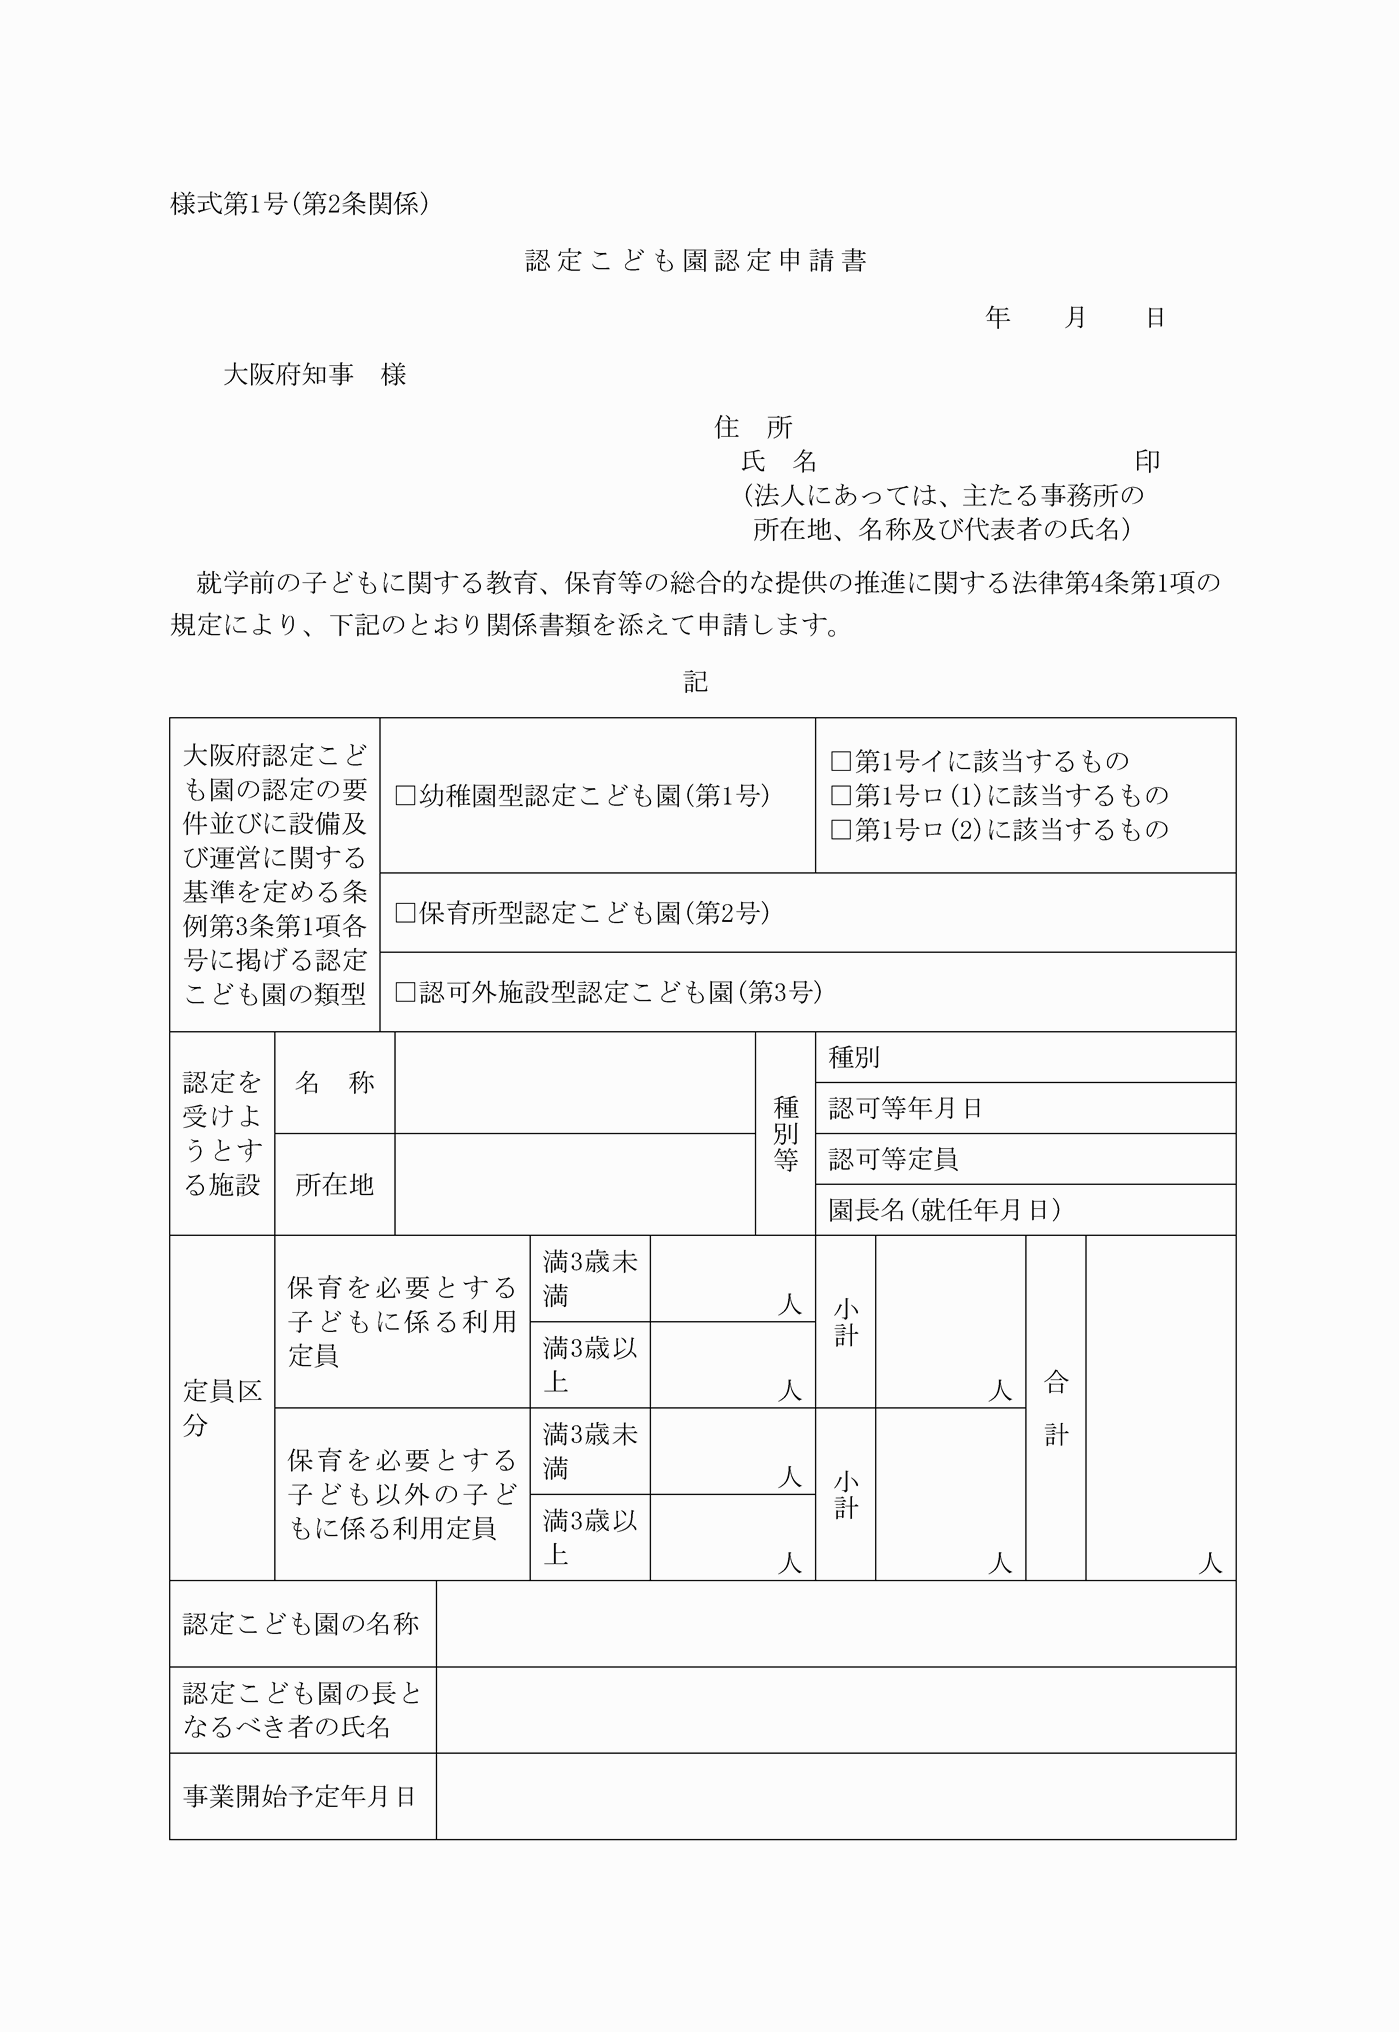 様式第1号(第2条関係)
認定こども園認定申請書
年　月　日
大阪府知事　様
住　所
氏　名　　　　　　　印
(法人にあっては、主たる事務所の
所在地、名称及び代表者の氏名)
就学前の子どもに関する教育、保育等の総合的な提供の推進に関する法律第4条第1項の
規定により、下記のとおり関係書類を添えて申請します。
記
大阪府認定こど
も園の認定の要
件並びに設備及
び運営に関する
基準を定める条
例第3条第1項各
号に掲げる認定
こども園の類型
□幼稚園型認定こども園(第1号)
□第1号イに該当するもの
□第1号ロ(1)に該当するもの
□第1号ロ(2)に該当するもの
□保育所型認定こども園(第2号)
□認可外施設型認定こども園(第3号)
認定を
受けよ
うとす
る施設
名　称
所在地
種別等
種別
認可等年月日
認可等定員
園長名(就任年月日)
定員区
分
保育を必要とする
子どもに係る利用
定員
満3歳未
満
人
満3歳以
上
人
小計
人
保育を必要とする
子ども以外の子ど
もに係る利用定員
満3歳未
満
人
満3歳以
上
人
小計
人
合計
人
認定こども園の名称
認定こども園の長と
なるべき者の氏名
事業開始予定年月日